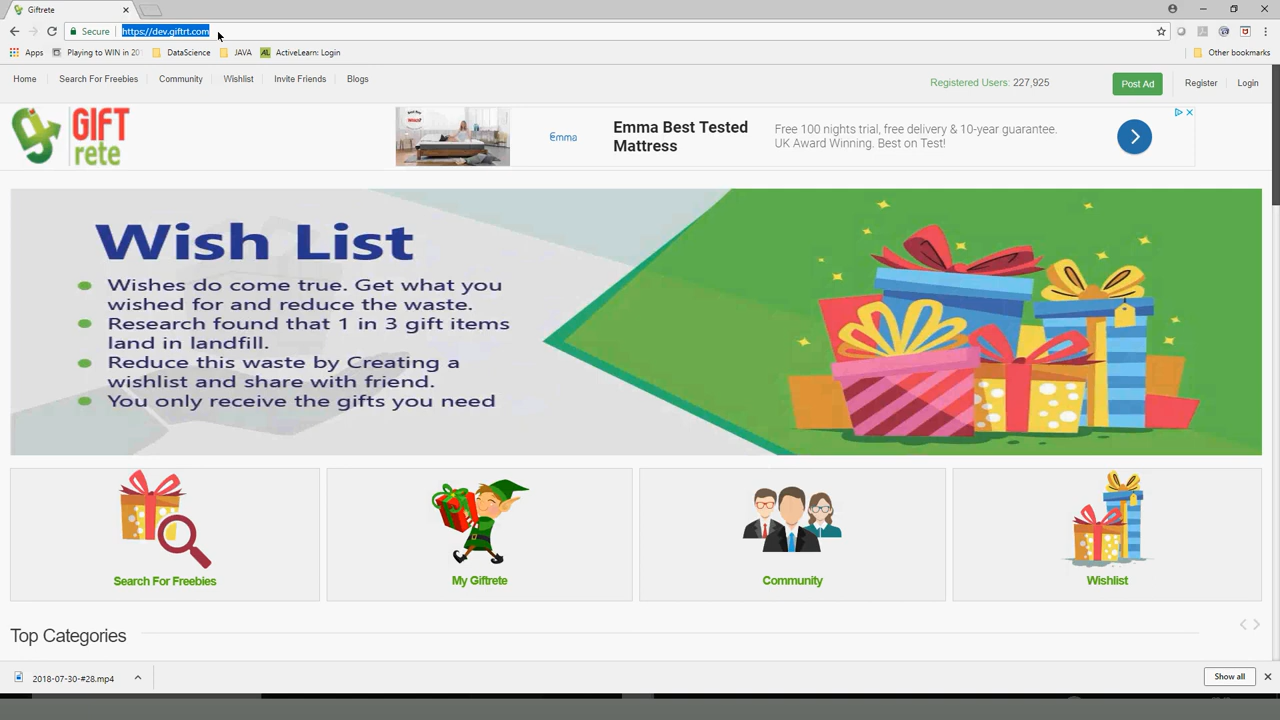 Giftrete
Secure
https://dev.giftrt.com
Apps
Playing to WIN in 20
DataScience
JAVA
AL
ActiveLearn: Login
Other bookmarks
Home
Search For Freebies
Community
Wishlist
Invite Friends
Blogs
Registered Users: 227,925
Post Ad
Register
Login
GIFT
rete
Emma
Emma Best Tested
Mattress
Free 100 nights trial, free delivery & 10-year guarantee.
UK Award Winning. Best on Test!
Wish List
Wishes do come true. Get what you
wished for and reduce the waste.
Research found that 1 in 3 gift items
land in landfill.
Reduce this waste by Creating a
wishlist and share with friend.
You only receive the gifts you need
Search For Freebies
My Giftrete
Community
Wishlist
Top Categories
2018-07-30-#28.mp4
Show all